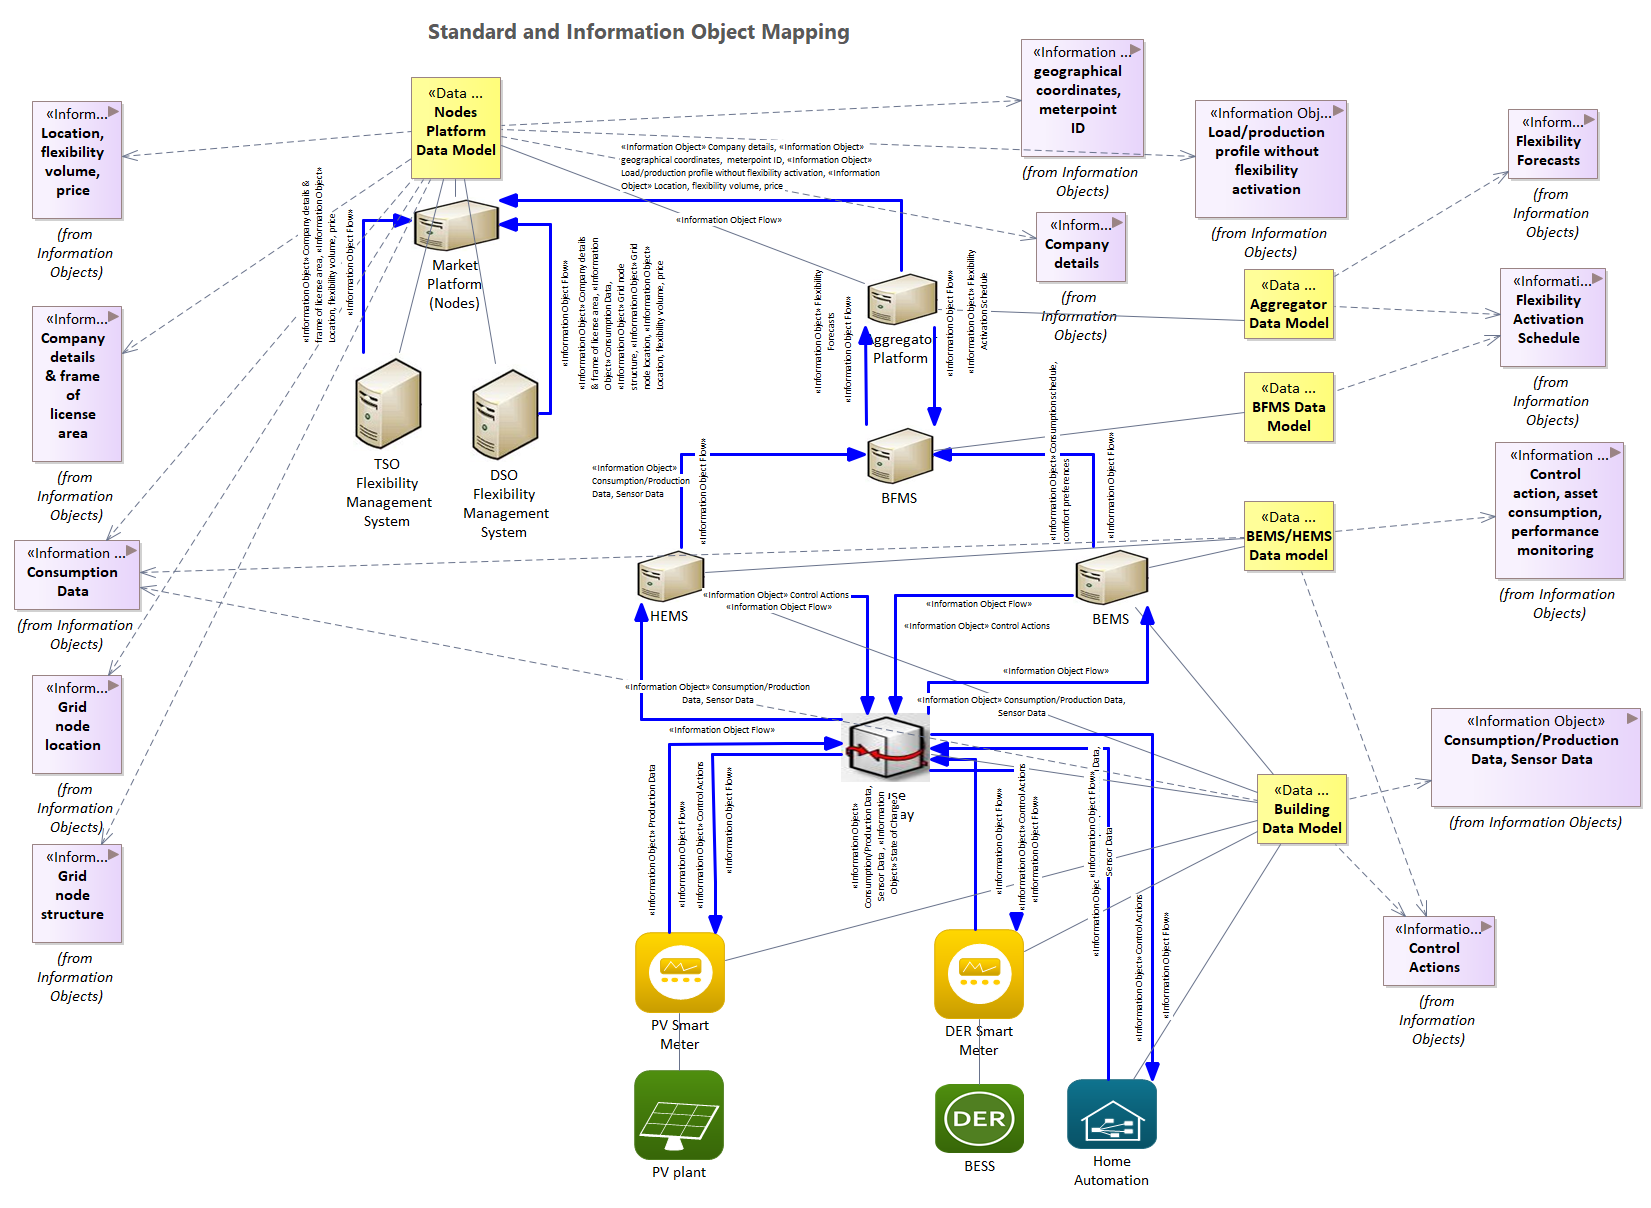 Standard and Information Object Mapping
«Inform...
Location,
flexibility
volume,
price
(from
Information
Objects)
«Data ...
Nodes
Platform
Data Model
«Information ...
geographical
coordinates,
meterpoint
ID
(from Information
Objects)
«Information Obj...
Load/production
profile without
flexibility
activation
(from Information
Objects)
«Inform...
Flexibility
Forecasts
(from
Information
Objects)
«Information Object» Company details, «Information Object»
geographical coordinates, meterpoint ID, «Information Object»
Load/production profile without flexibility activation, «Information
Object» Location, flexibility volume, price
«Information Object Flow»
«Inform...
Company
details
(from
Information
Objects)
Market
Platform
(Nodes)
«Information Object» Company details &
frame of license area, «Information Object»
Location, flexibility volume, price
«Information Object Flow»
«Information Object Flow»
«Information Object» Company details
& frame of license area, «Information
Object» Consumption Data,
«Information Object» Grid node
structure, «Information Object» Grid
node location, «Information Object»
Location, flexibility volume, price
«Data ...
Aggregator
Data Model
«Informati...
Flexibility
Activation
Schedule
(from
Information
Objects)
Aggregator
Platform
«Information Object» Flexibility
Forecasts
«Information Object Flow»
«Information Object Flow»
«Information Object» Flexibility
Activation Schedule
«Inform...
Company
details
& frame
of
license
area
(from
Information
Objects)
«Data ...
BFMS Data
Model
TSO
Flexibility
Management
System
DSO
Flexibility
Management
System
BFMS
«Information Object»
Consumption/Production
Data, Sensor Data
«Information Object Flow»
«Information Object» Consumption schedule,
comfort preferences
«Information Object Flow»
«Information ...
Control
action, asset
consumption,
performance
monitoring
(from Information
Objects)
«Data ...
BEMS/HEMS
Data model
«Information ...
Consumption
Data
(from Information
Objects)
HEMS
«Information Object» Control Actions
«Information Object Flow»
«Information Object Flow»
«Information Object» Control Actions
BEMS
«Information Object Flow»
«Information Object» Consumption/Production
Data, Sensor Data
«Information Object» Consumption/Production Data,
Sensor Data
«Information Object Flow»
«Inform...
Grid
node
location
(from
Information
Objects)
«Information Object»
Consumption/Production
Data, Sensor Data
(from Information Objects)
«Data ...
Building
Data Model
«Information Object» Production Data
«Information Object Flow»
«Information Object» Control Actions
«Information Object Flow»
«Information Object»
Consumption/Production Data,
Sensor Data, «Information
Object» State of Change
«Information Object Flow»
«Information Object» Control Actions
«Information Object Flow»
«Information Object Flow»
Sensor Data
«Information Object» Control Actions
«Information Object Flow»
«Inform...
Grid
node
structure
(from
Information
Objects)
«Informatio...
Control
Actions
(from
Information
Objects)
PV Smart
Meter
DER Smart
Meter
DER
PV plant
BESS
Home
Automation